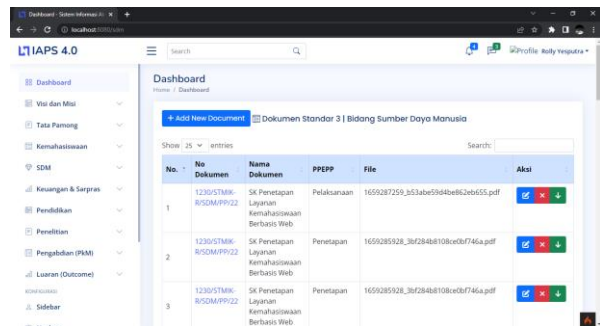 Dashboard - Sistem Informasi
localhost:8080/sdm
IAPS 4.0
Search
Profile Rolly Yesputra
Dashboard
Visi dan Misi
Tata Pamong
Kemahasiswaan
SDM
Keuangan & Sarpras
Pendidikan
Penelitian
Pengabdian (PkM)
Luaran (Outcome)
KONFIGURASI
Sidebar
Dashboard
Home / Dashboard
+ Add New Document Dokumen Standar 3 | Bidang Sumber Daya Manusia
Show 25 entries Search:
No. No Dokumen Nama Dokumen PPEPP File Aksi
1 1230/STMIK-R/SDM/PP/22 SK Penetapan Layanan Kemahasiswaan Berbasis Web Pelaksanaan 1659287259_b53abe59d4be862eb655.pdf
2 1230/STMIK-R/SDM/PP/22 SK Penetapan Layanan Kemahasiswaan Berbasis Web Penetapan 1659285928_3bf284b8108ce0bf746a.pdf
3 1230/STMIK-R/SDM/PP/22 SK Penetapan Layanan Kemahasiswaan Berbasis Web Penetapan 1659285928_3bf284b8108ce0bf746a.pdf